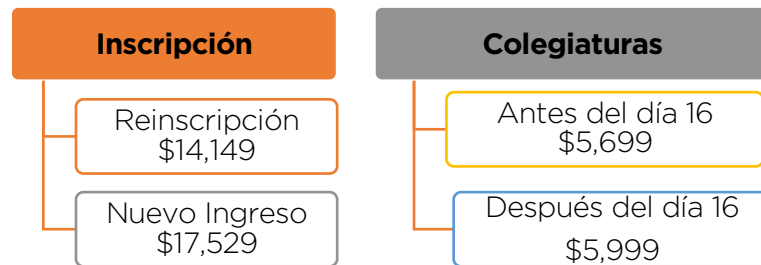 Inscripción
Reinscripción
$14,149
Nuevo Ingreso
$17,529
Colegiaturas
Antes del día 16
$5,699
Después del día 16
$5,999